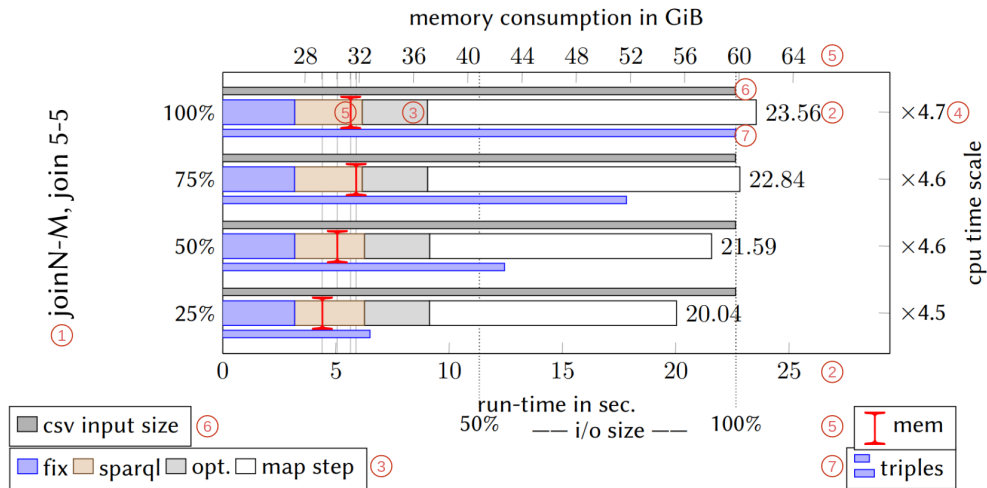 memory consumption in GiB
28 32 36 40 44 48 52 56 60 64 ⑤
⑥
100% ⑤ ③ 23.56 ② ×4.7 ④
⑦
75% 22.84 ×4.6
50% 21.59 ×4.6
25% 20.04 ×4.5
joinN-M, join 5-5
①
cpu time scale
0 5 10 15 20 25 ②
run-time in sec.
50% —— i/o size —— 100%
csv input size ⑥
⑤ mem
fix sparql opt. map step ③
⑦ triples